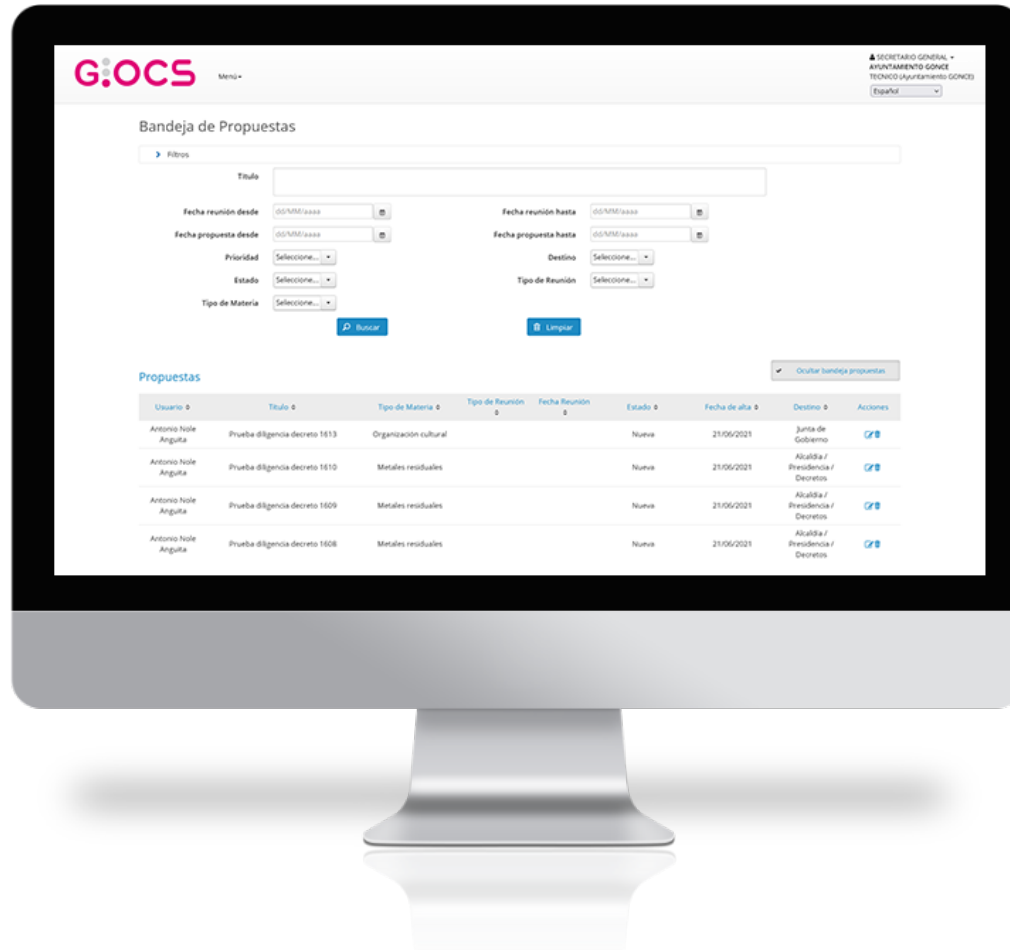 G:OCS
Menú
SECRETARIO GENERAL
AYUNTAMIENTO GONCE
TECNICO (Ayuntamiento GONCE)
Español
Bandeja de Propuestas
Filtros
Título
Fecha reunión desde dd/MM/aaaa Fecha reunión hasta dd/MM/aaaa
Fecha propuesta desde dd/MM/aaaa Fecha propuesta hasta dd/MM/aaaa
Prioridad Seleccione... Destino Seleccione...
Estado Seleccione... Tipo de Reunión Seleccione...
Tipo de Materia Seleccione...
Buscar Limpiar
Ocultar bandeja propuestas
Propuestas
Usuario Título Tipo de Materia Tipo de Reunión Fecha Reunión Estado Fecha de alta Destino Acciones
Antonio Nole Anguita Prueba diligencia decreto 1613 Organización cultural Nueva 21/06/2021 Junta de Gobierno
Antonio Nole Anguita Prueba diligencia decreto 1610 Metales residuales Nueva 21/06/2021 Alcaldía / Presidencia / Decretos
Antonio Nole Anguita Prueba diligencia decreto 1609 Metales residuales Nueva 21/06/2021 Alcaldía / Presidencia / Decretos
Antonio Nole Anguita Prueba diligencia decreto 1608 Metales residuales Nueva 21/06/2021 Alcaldía / Presidencia / Decretos